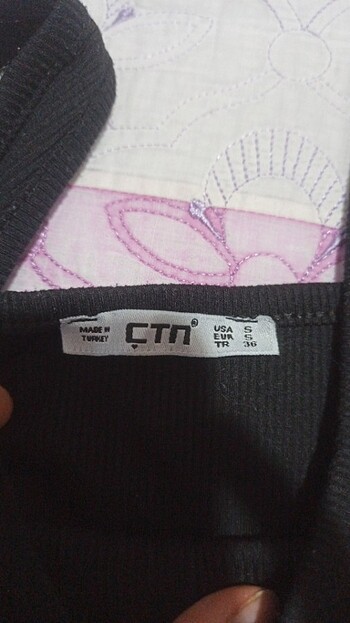 MADE IN
TURKEY
CTN®
USA S
EUR S
TR 36